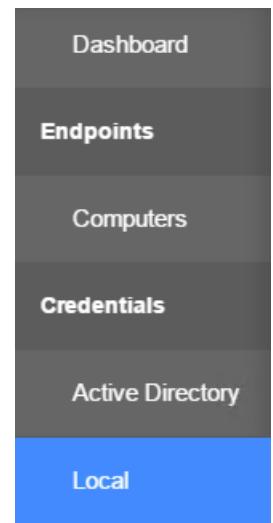 Dashboard
Endpoints
Computers
Credentials
Active Directory
Local